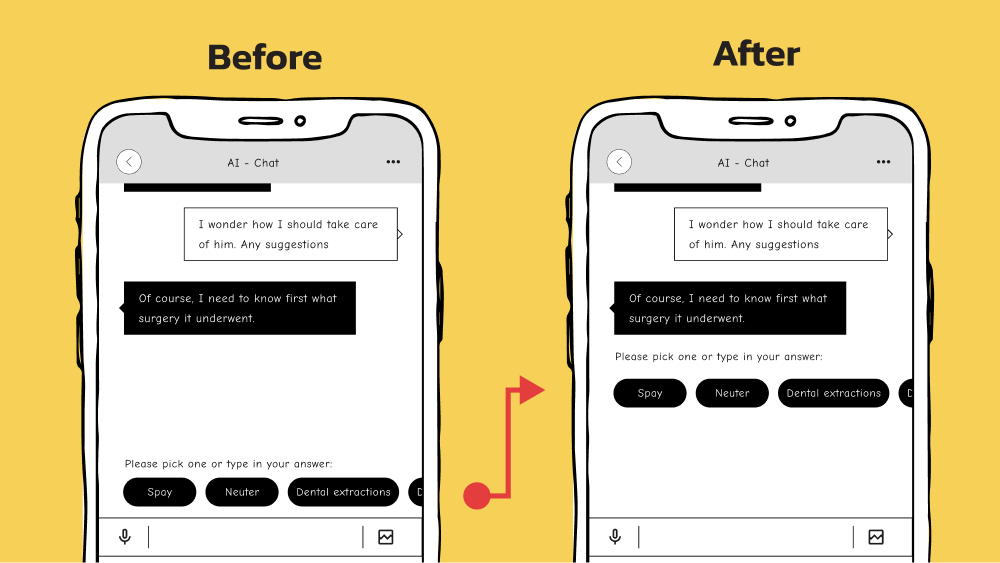 Before
After
AI - Chat
I wonder how I should take care
of him. Any suggestions
Of course, I need to know first what
surgery it underwent.
Please pick one or type in your answer:
Spay
Neuter
Dental extractions
AI - Chat
I wonder how I should take care
of him. Any suggestions
Of course, I need to know first what
surgery it underwent.
Please pick one or type in your answer:
Spay
Neuter
Dental extractions